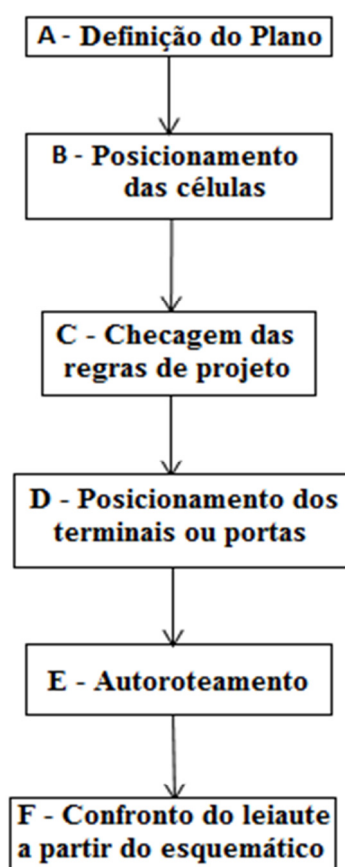 A - Definição do Plano
B - Posicionamento
das células
C - Checagem das
regras de projeto
D - Posicionamento dos
terminais ou portas
E - Autoroteamento
F - Confronto do leiaute
a partir do esquemático